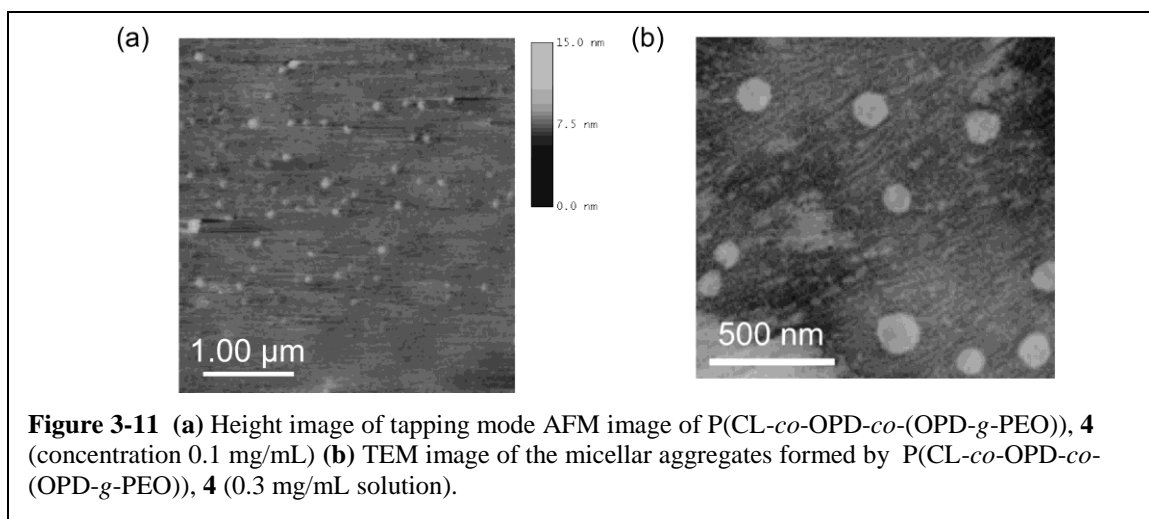 (a)
15.0 nm
7.5 nm
0.0 nm
1.00 µm
(b)
500 nm
Figure 3-11 (a) Height image of tapping mode AFM image of P(CL-co-OPD-co-(OPD-g-PEO)), 4
(concentration 0.1 mg/mL) (b) TEM image of the micellar aggregates formed by P(CL-co-OPD-co-
(OPD-g-PEO)), 4 (0.3 mg/mL solution).